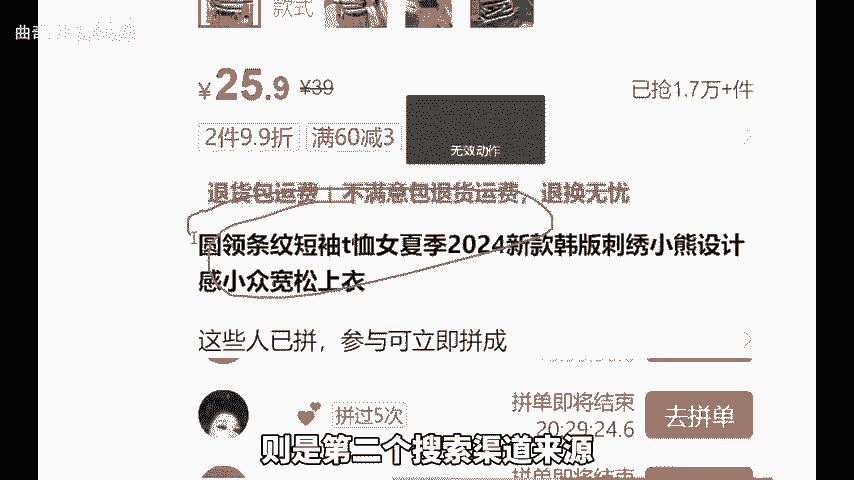 款式
¥25.9 ¥39
已抢1.7万+件
2件9.9折 满60减3
无效动作
退货包运费 | 不满意包退货运费，退换无忧
圆领条纹短袖t恤女夏季2024新款韩版刺绣小熊设计
感小众宽松上衣
这些人已拼，参与可立即拼成
拼过5次
拼单即将结束
20:29:24.6
去拼单
则是第二个搜索渠道来源
拼单即将结束